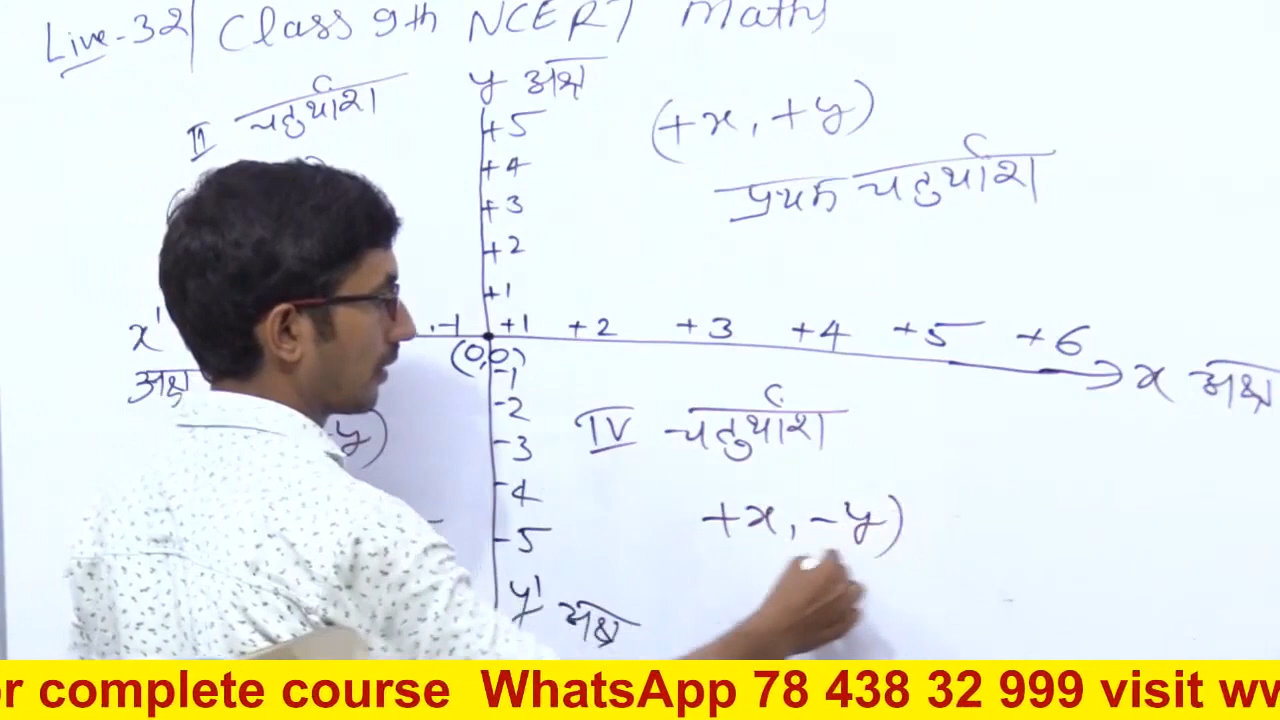 Live-32| Class 9th NCERT Maths
y अक्ष
II चतुर्थांश
(+x, +y)
प्रथम चतुर्थांश
+5
+4
+3
+2
+1
x'
अक्ष
-1 +1 +2 +3 +4 +5 +6
x अक्ष
(0,0)
-1
-2
-3
-4
-5
IV चतुर्थांश
-y)
+x, -y)
y'
अक्ष
or complete course WhatsApp 78 438 32 999 visit